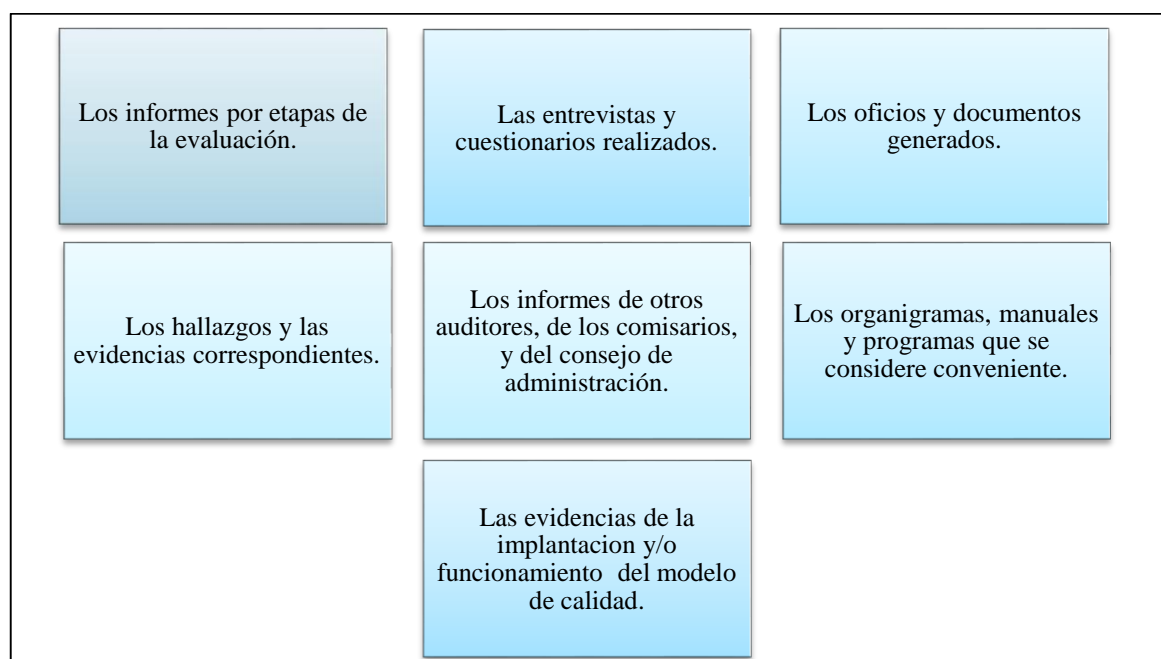 Los informes por etapas de
la evaluación.
Las entrevistas y
cuestionarios realizados.
Los oficios y documentos
generados.
Los hallazgos y las
evidencias correspondientes.
Los informes de otros
auditores, de los comisarios,
y del consejo de
administración.
Los organigramas, manuales
y programas que se
considere conveniente.
Las evidencias de la
implantacion y/o
funcionamiento del modelo
de calidad.